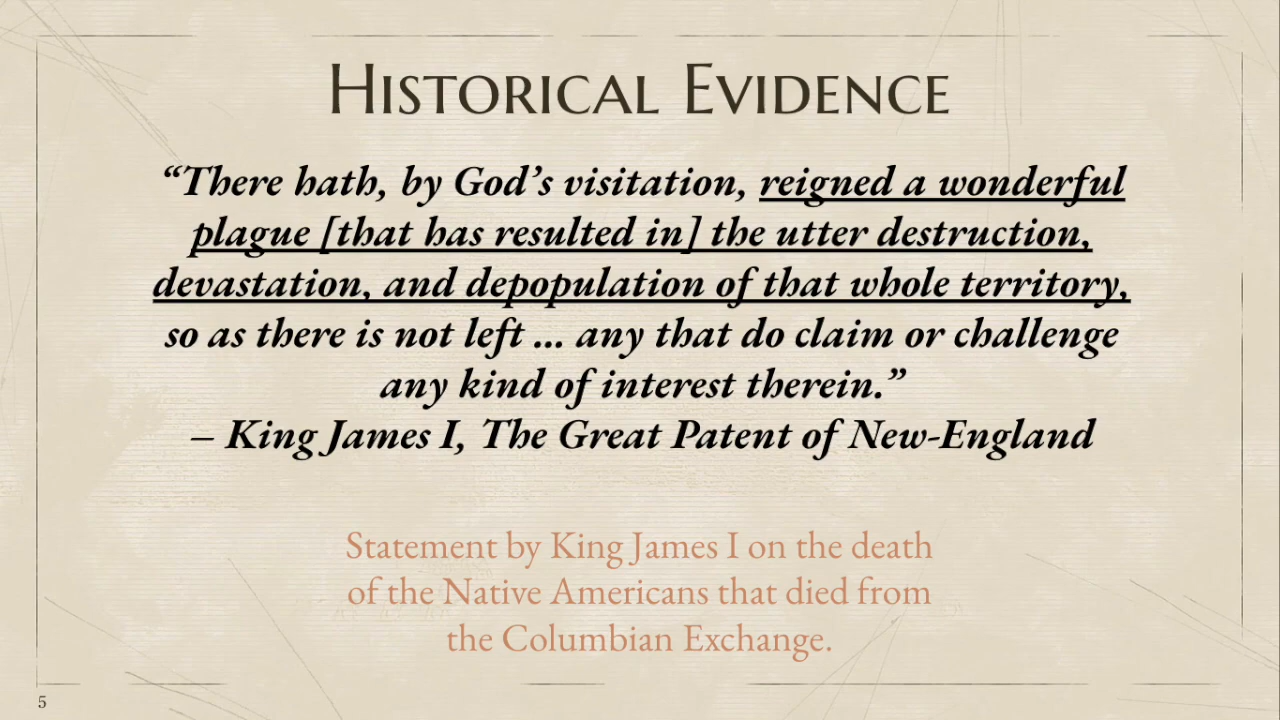 Historical Evidence
“There hath, by God’s visitation, reigned a wonderful
plague [that has resulted in] the utter destruction,
devastation, and depopulation of that whole territory,
so as there is not left ... any that do claim or challenge
any kind of interest therein.”
– King James I, The Great Patent of New-England
Statement by King James I on the death
of the Native Americans that died from
the Columbian Exchange.
5